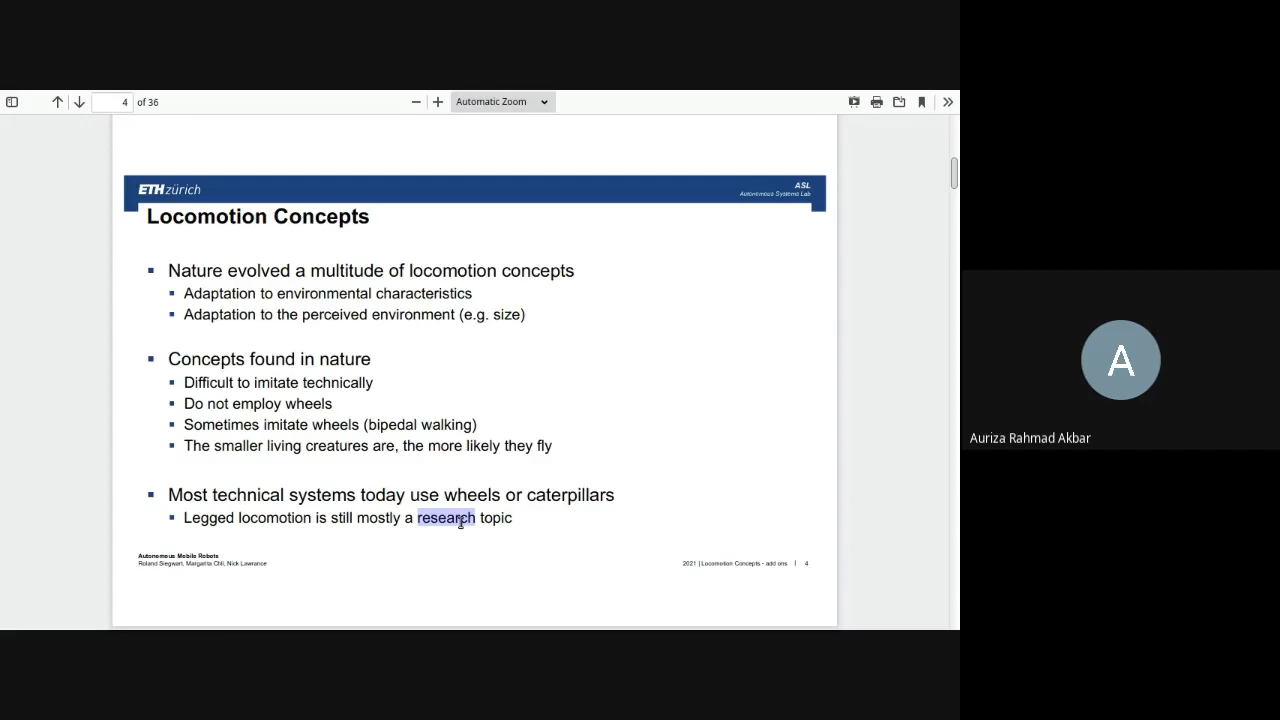 4 of 36
Automatic Zoom
ETH zürich
ASL
Autonomous Systems Lab
Locomotion Concepts
Nature evolved a multitude of locomotion concepts
Adaptation to environmental characteristics
Adaptation to the perceived environment (e.g. size)
Concepts found in nature
Difficult to imitate technically
Do not employ wheels
Sometimes imitate wheels (bipedal walking)
The smaller living creatures are, the more likely they fly
Most technical systems today use wheels or caterpillars
Legged locomotion is still mostly a research topic
Autonomous Mobile Robots
Roland Siegwart, Margarita Chli, Nick Lawrance
2021 | Locomotion Concepts - add ons | 4
A
Auriza Rahmad Akbar